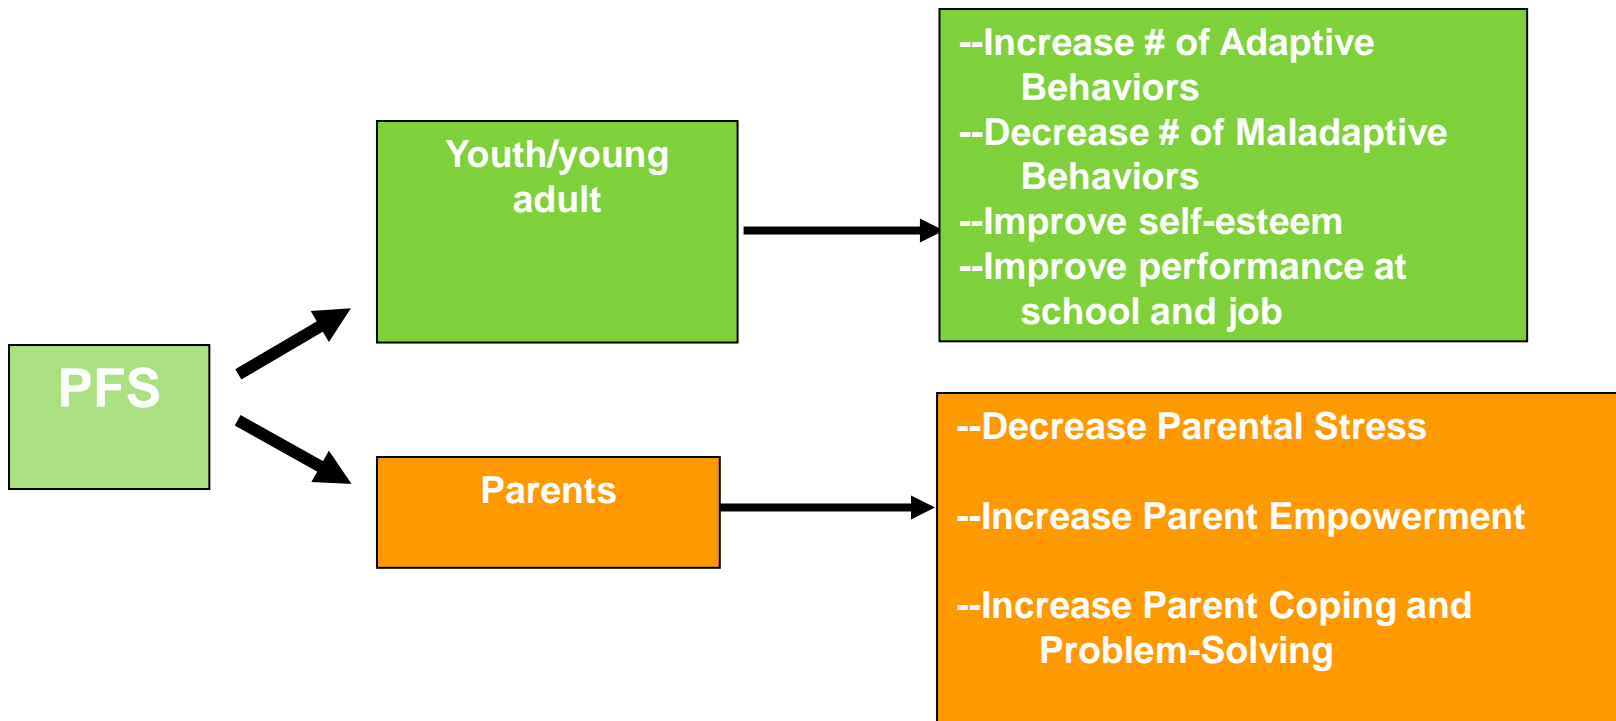 PFS
Youth/young
adult
--Increase # of Adaptive
Behaviors
--Decrease # of Maladaptive
Behaviors
--Improve self-esteem
--Improve performance at
school and job
Parents
--Decrease Parental Stress
--Increase Parent Empowerment
--Increase Parent Coping and
Problem-Solving